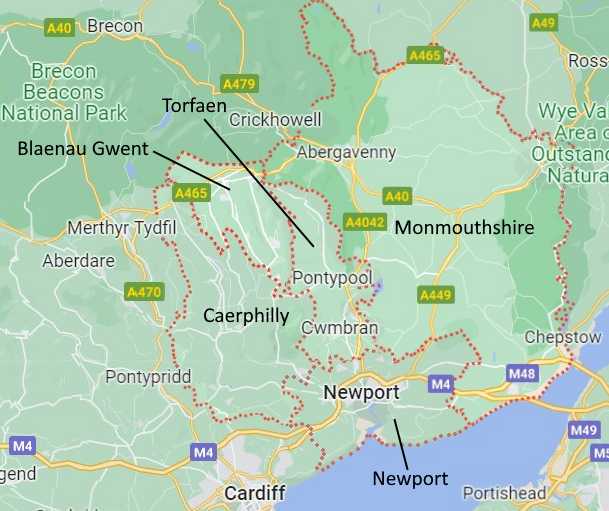 A40
Brecon
A49
A465
Brecon
Beacons
National Park
Ross-
A479
Torfaen
Crickhowell
Wye Va
Area o
Outstand
Natura
Blaenau Gwent
Abergavenny
A465
A40
A4042
Monmouthshire
Merthyr Tydfil
Aberdare
Pontypool
A470
A449
Caerphilly
Cwmbran
Chepstow
Pontypridd
M48
M4
Newport
M49
M4
M4
M5
gend
Newport
Cardiff
Portishead